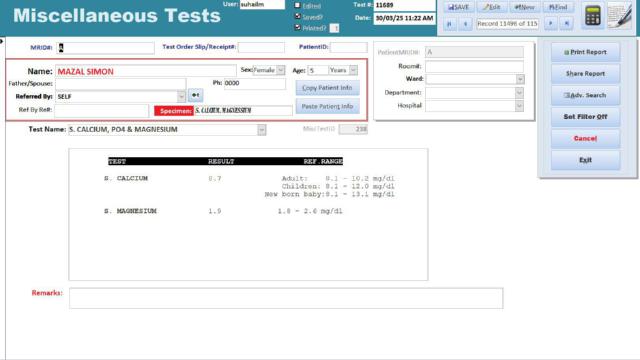 Miscellaneous Tests
User: suhailm
Edited
Saved?
Printed? 1
Test #: 11689
Date: 30/03/25 11:22 AM
SAVE Edit New Find
Record 11496 of 115
MRID#: A Test Order Slip/Receipt#: PatientID:
Name: MAZAL SIMON Sex: Female Age: 5 Years
Father/Spouse: Ph: 0000
Referred By: SELF
Ref By Ref#: Specimen: S. CALCIUM, MAGNESIUM
Copy Patient Info
Paste Patient Info
PatientMRID#: A
Room#:
Ward:
Department:
Hospital
Print Report
Share Report
Adv. Search
Set Filter Off
Cancel
Exit
Test Name: S. CALCIUM, PO4 & MAGNESIUM MiscTestID 238
TEST RESULT REF.RANGE
S. CALCIUM 8.7 Adult: 8.1 - 10.2 mg/dl
Children: 8.1 - 12.0 mg/dl
New born baby:8.1 - 13.1 mg/dl
S. MAGNESIUM 1.9 1.8 - 2.6 mg/dl
Remarks: